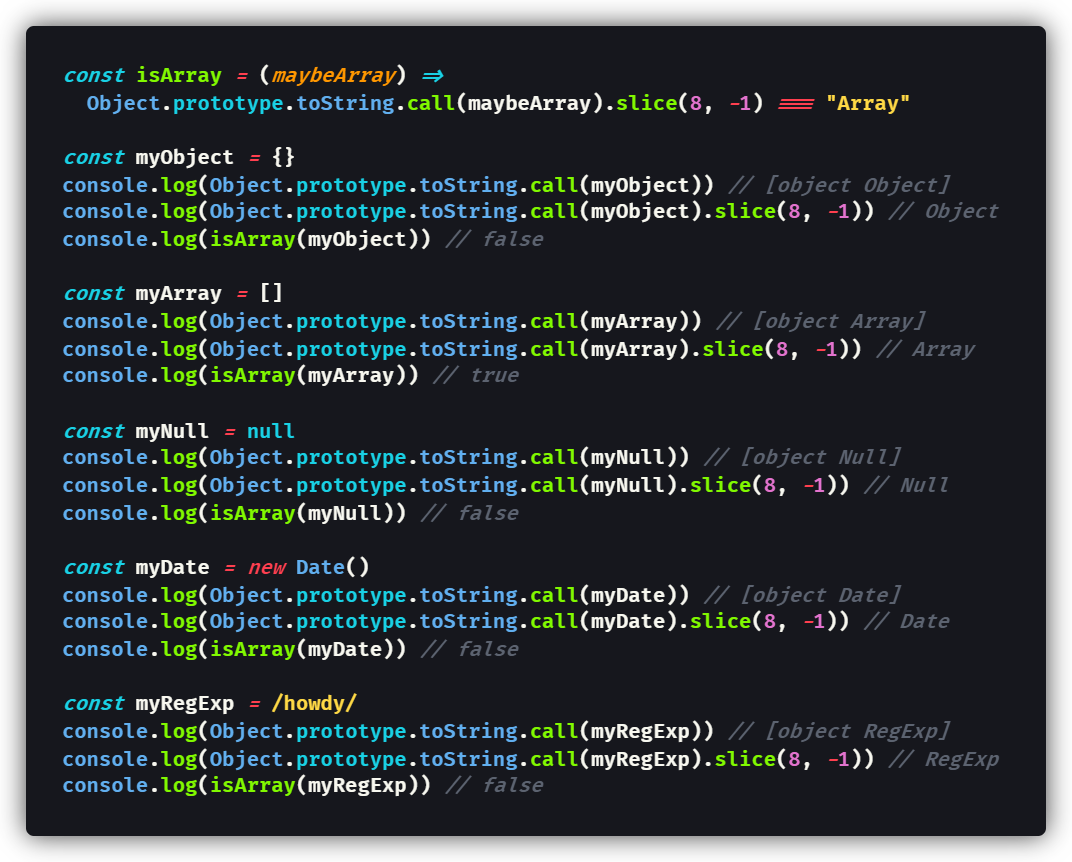 const isArray = (maybeArray) =>
  Object.prototype.toString.call(maybeArray).slice(8, -1) === "Array"

const myObject = {}
console.log(Object.prototype.toString.call(myObject)) // [object Object]
console.log(Object.prototype.toString.call(myObject).slice(8, -1)) // Object
console.log(isArray(myObject)) // false

const myArray = []
console.log(Object.prototype.toString.call(myArray)) // [object Array]
console.log(Object.prototype.toString.call(myArray).slice(8, -1)) // Array
console.log(isArray(myArray)) // true

const myNull = null
console.log(Object.prototype.toString.call(myNull)) // [object Null]
console.log(Object.prototype.toString.call(myNull).slice(8, -1)) // Null
console.log(isArray(myNull)) // false

const myDate = new Date()
console.log(Object.prototype.toString.call(myDate)) // [object Date]
console.log(Object.prototype.toString.call(myDate).slice(8, -1)) // Date
console.log(isArray(myDate)) // false

const myRegExp = /howdy/
console.log(Object.prototype.toString.call(myRegExp)) // [object RegExp]
console.log(Object.prototype.toString.call(myRegExp).slice(8, -1)) // RegExp
console.log(isArray(myRegExp)) // false